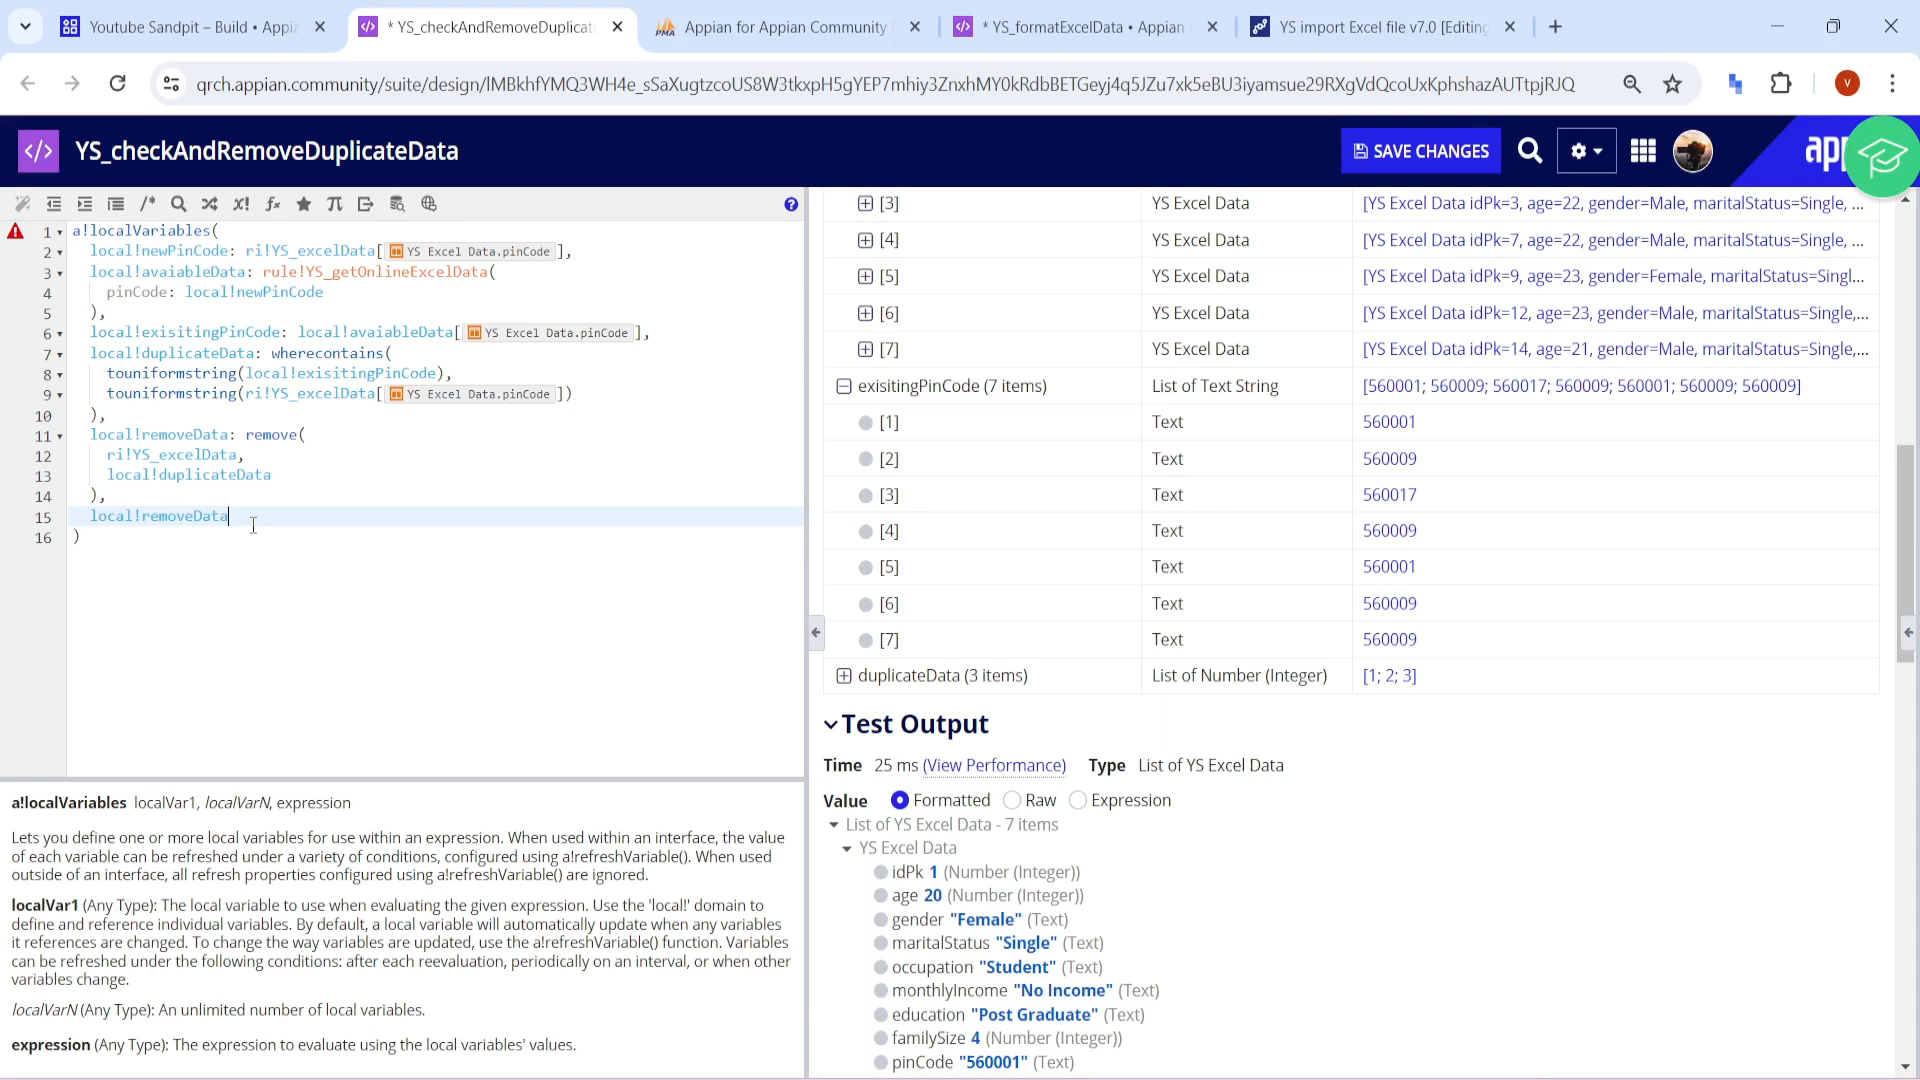 Youtube Sandpit – Build • Appia
* YS_checkAndRemoveDuplicate
Appian for Appian Community
* YS_formatExcelData • Appian
YS import Excel file v7.0 [Editing
V
YS_checkAndRemoveDuplicateData
SAVE CHANGES
app
1 a!localVariables(
2 local!newPinCode: ri!YS_excelData[ YS Excel Data.pinCode ],
3 local!avaiableData: rule!YS_getOnlineExcelData(
4 pinCode: local!newPinCode
5 ),
6 local!exisitingPinCode: local!avaiableData[ YS Excel Data.pinCode ],
7 local!duplicateData: wherecontains(
8 touniformstring(local!exisitingPinCode),
9 touniformstring(ri!YS_excelData[ YS Excel Data.pinCode ])
10 ),
11 local!removeData: remove(
12 ri!YS_excelData,
13 local!duplicateData
14 ),
15 local!removeData
16 )
a!localVariables localVar1, localVarN, expression
Lets you define one or more local variables for use within an expression. When used within an interface, the value
of each variable can be refreshed under a variety of conditions, configured using a!refreshVariable(). When used
outside of an interface, all refresh properties configured using a!refreshVariable() are ignored.
localVar1 (Any Type): The local variable to use when evaluating the given expression. Use the 'local!' domain to
define and reference individual variables. By default, a local variable will automatically update when any variables
it references are changed. To change the way variables are updated, use the a!refreshVariable() function. Variables
can be refreshed under the following conditions: after each reevaluation, periodically on an interval, or when other
variables change.
localVarN (Any Type): An unlimited number of local variables.
expression (Any Type): The expression to evaluate using the local variables' values.
[3] YS Excel Data [YS Excel Data idPk=3, age=22, gender=Male, maritalStatus=Single, ...
[4] YS Excel Data [YS Excel Data idPk=7, age=22, gender=Male, maritalStatus=Single, ...
[5] YS Excel Data [YS Excel Data idPk=9, age=23, gender=Female, maritalStatus=Singl...
[6] YS Excel Data [YS Excel Data idPk=12, age=23, gender=Male, maritalStatus=Single,...
[7] YS Excel Data [YS Excel Data idPk=14, age=21, gender=Male, maritalStatus=Single,...
exisitingPinCode (7 items) List of Text String [560001; 560009; 560017; 560009; 560001; 560009; 560009]
[1] Text 560001
[2] Text 560009
[3] Text 560017
[4] Text 560009
[5] Text 560001
[6] Text 560009
[7] Text 560009
duplicateData (3 items) List of Number (Integer) [1; 2; 3]
Test Output
Time 25 ms (View Performance) Type List of YS Excel Data
Value Formatted Raw Expression
List of YS Excel Data - 7 items
YS Excel Data
idPk 1 (Number (Integer))
age 20 (Number (Integer))
gender "Female" (Text)
maritalStatus "Single" (Text)
occupation "Student" (Text)
monthlyIncome "No Income" (Text)
education "Post Graduate" (Text)
familySize 4 (Number (Integer))
pinCode "560001" (Text)